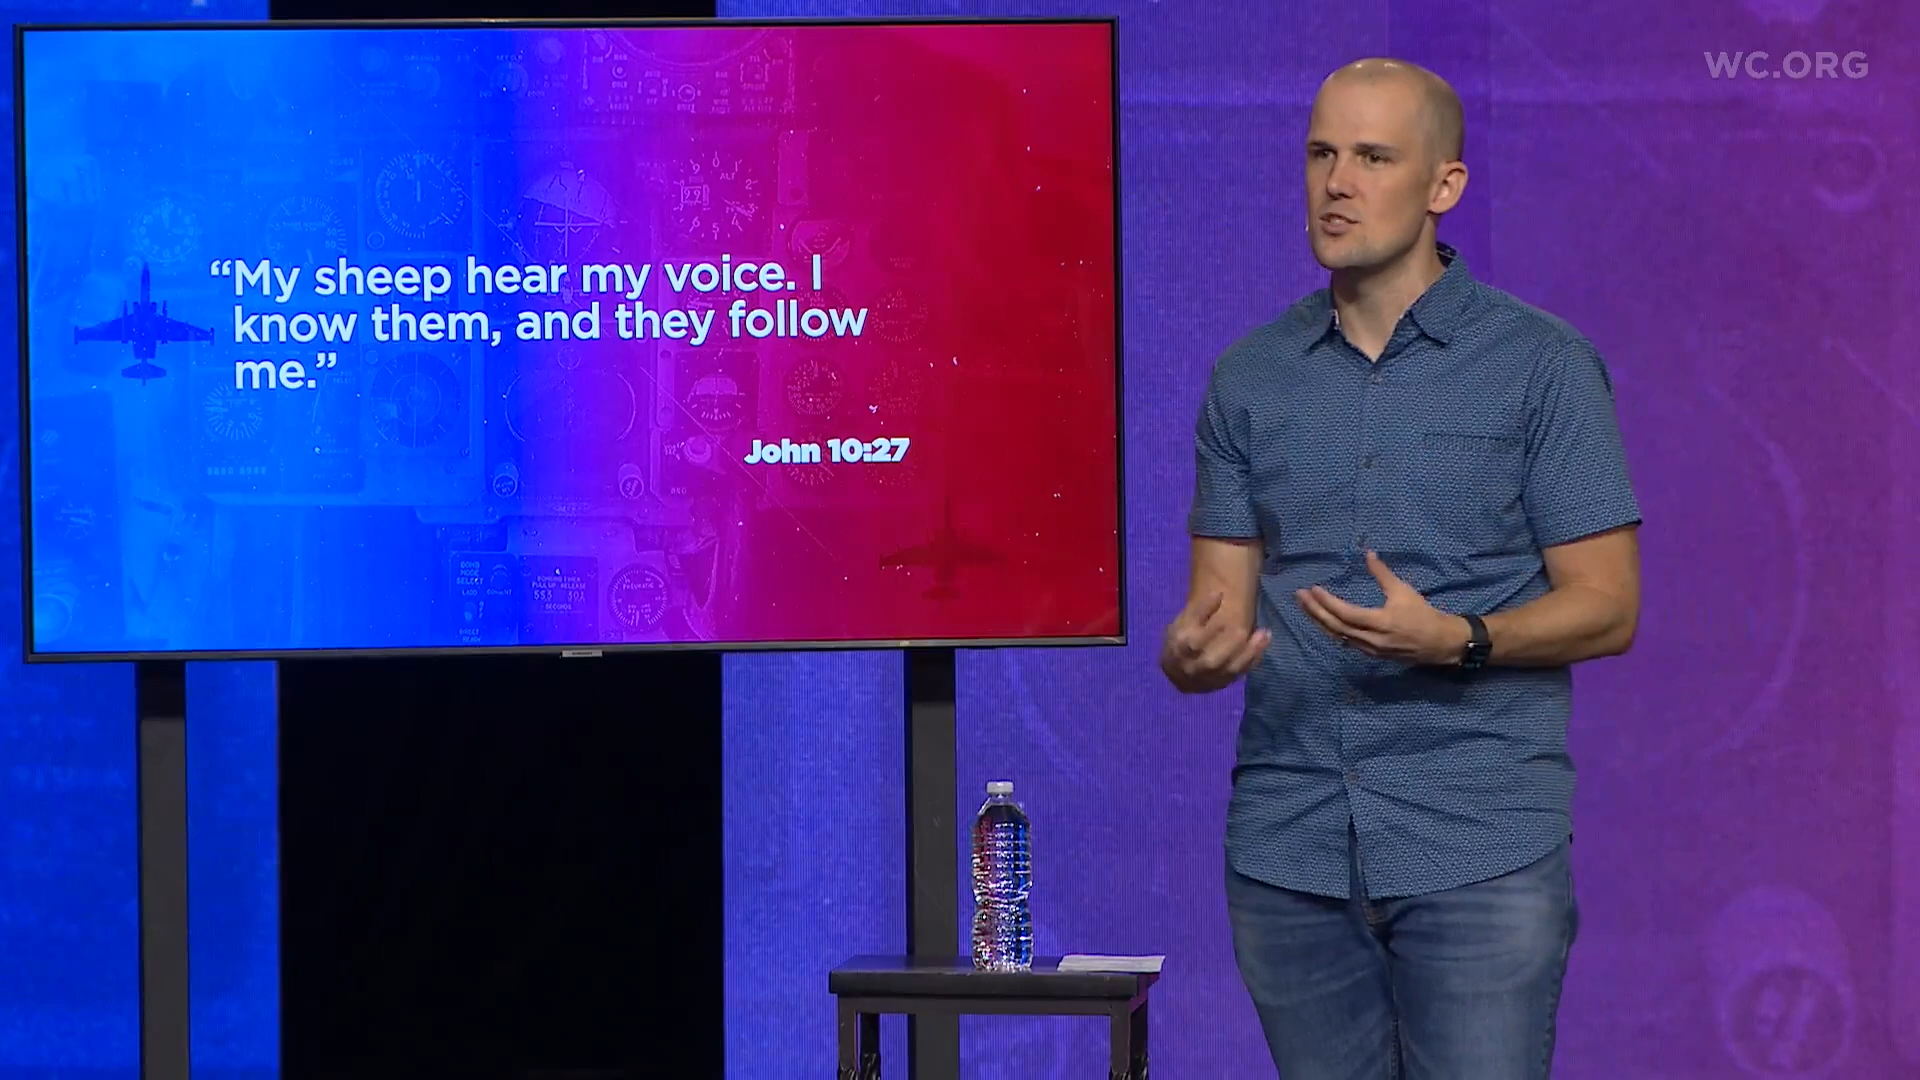 WC.ORG
“My sheep hear my voice. I
know them, and they follow
me.”
John 10:27